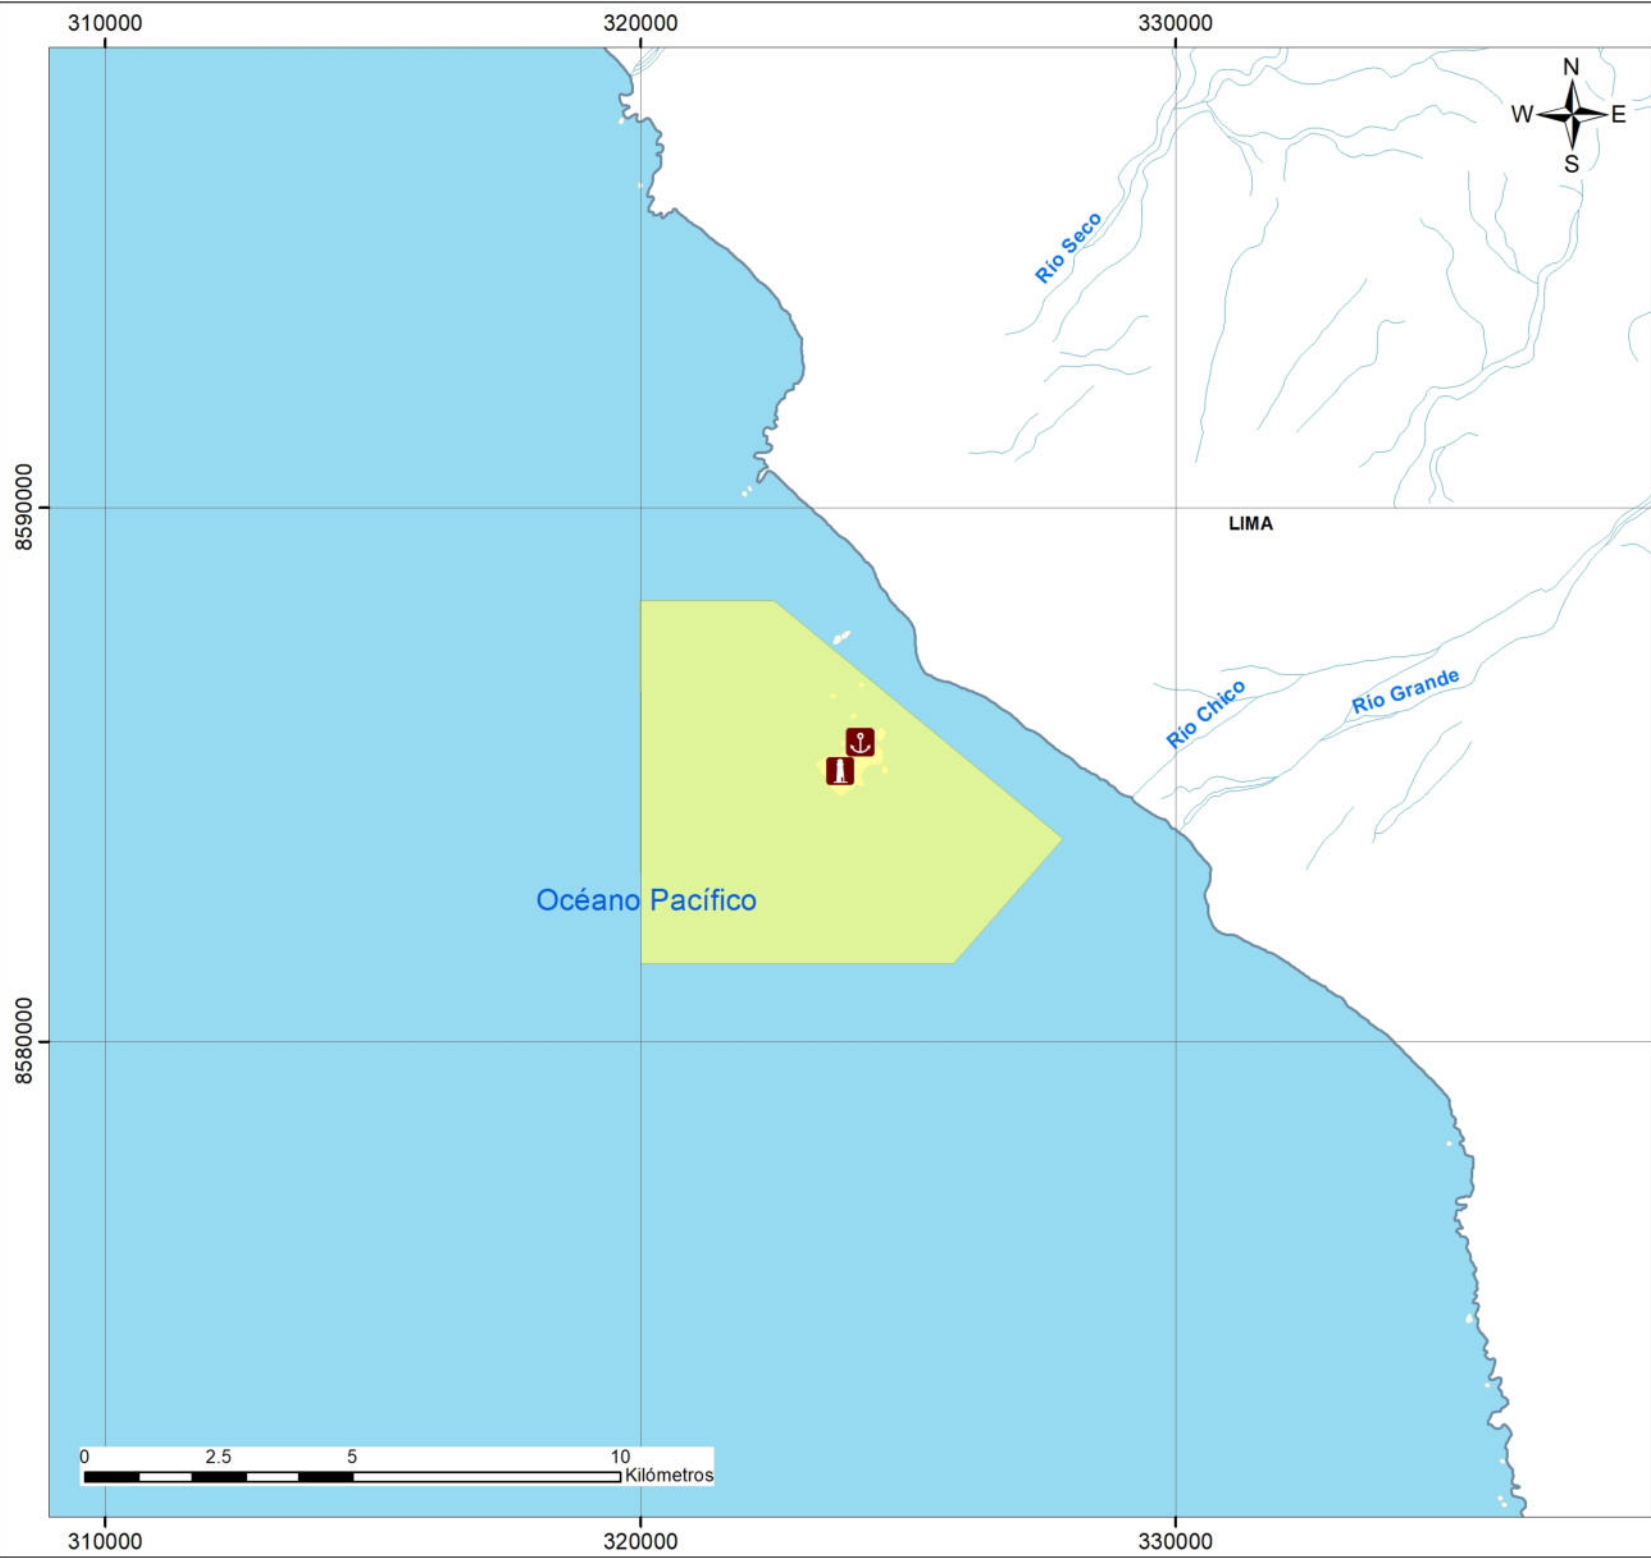 310000 320000 330000
N
W E
S
Río Seco
8590000
LIMA
Río Chico
Río Grande
Océano Pacífico
8580000
0 2.5 5 10
Kilómetros
310000 320000 330000